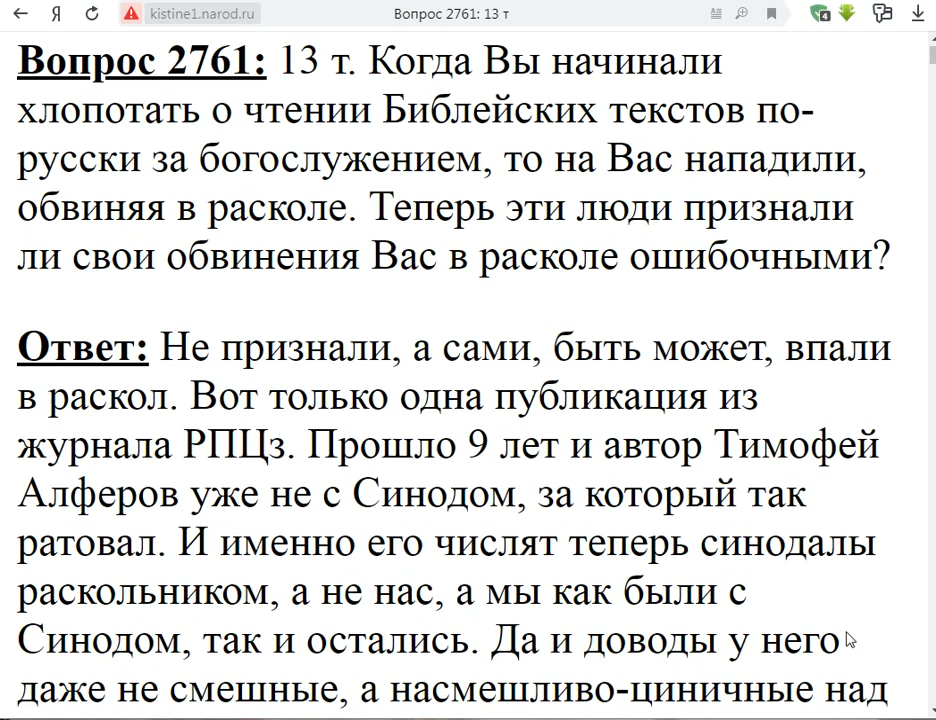 Я
kistine1.narod.ru
Вопрос 2761: 13 т
4
Вопрос 2761: 13 т. Когда Вы начинали
хлопотать о чтении Библейских текстов по-
русски за богослужением, то на Вас нападили,
обвиняя в расколе. Теперь эти люди признали
ли свои обвинения Вас в расколе ошибочными?
Ответ: Не признали, а сами, быть может, впали
в раскол. Вот только одна публикация из
журнала РПЦз. Прошло 9 лет и автор Тимофей
Алферов уже не с Синодом, за который так
ратовал. И именно его числят теперь синодалы
раскольником, а не нас, а мы как были с
Синодом, так и остались. Да и доводы у него
даже не смешные, а насмешливо-циничные над